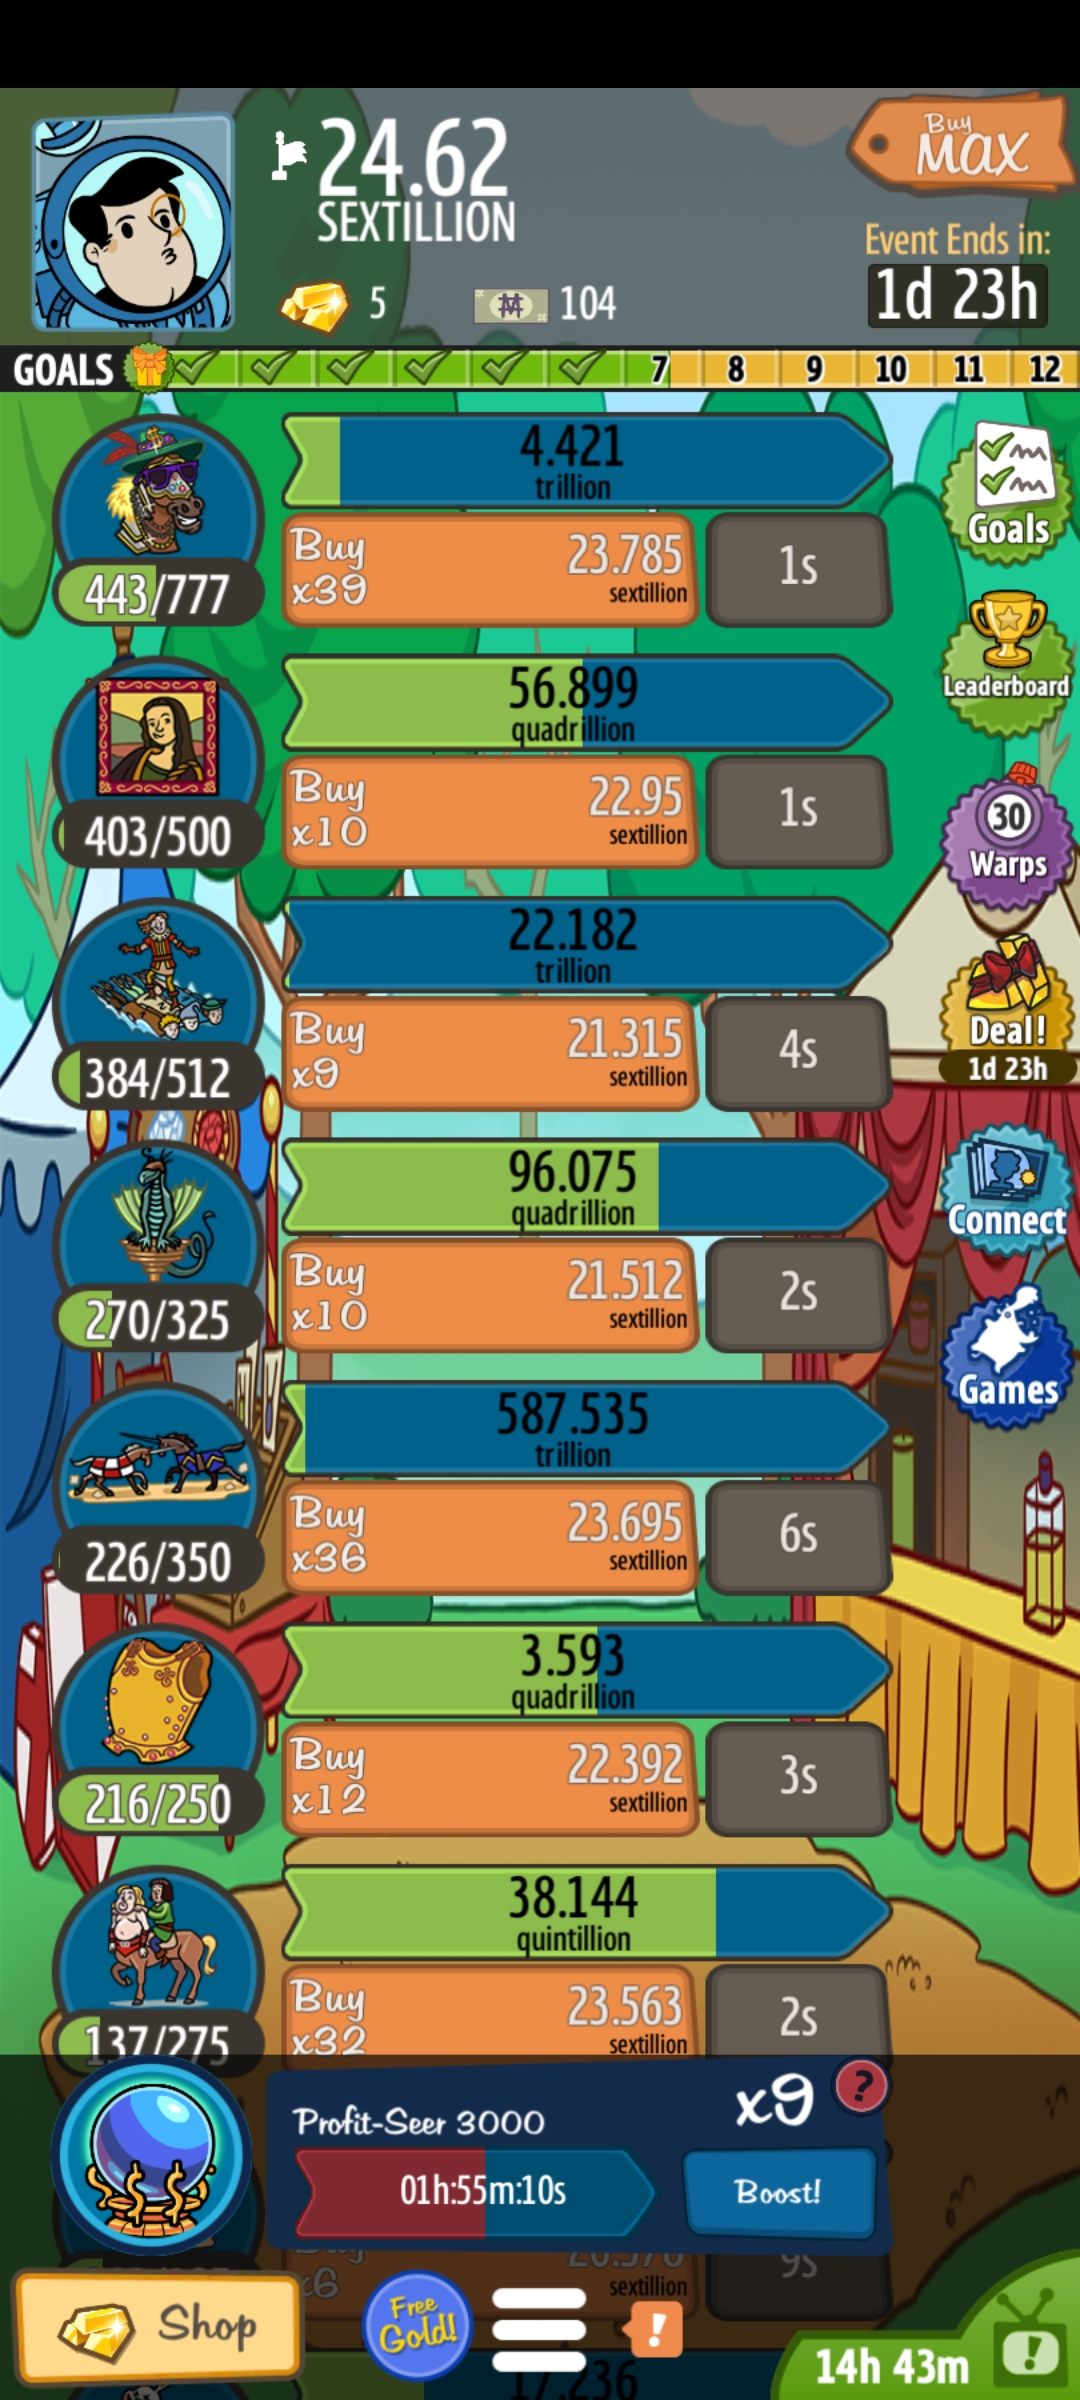 24.62
SEXTILLION
Buy
MAX
Event Ends in:
1d 23h
5
104
GOALS
7
8
9
10
11
12
4.421
trillion
Buy
x39
23.785
sextillion
1s
443/777
Goals
Leaderboard
56.899
quadrillion
Buy
x10
22.95
sextillion
1s
403/500
30
Warps
22.182
trillion
Buy
x9
21.315
sextillion
4s
384/512
Deal!
1d 23h
96.075
quadrillion
Buy
x10
21.512
sextillion
2s
270/325
Connect
Games
587.535
trillion
Buy
x36
23.695
sextillion
6s
226/350
3.593
quadrillion
Buy
x12
22.392
sextillion
3s
216/250
38.144
quintillion
Buy
x32
23.563
sextillion
2s
137/275
Profit-Seer 3000
x9
?
01h:55m:10s
Boost!
x6
sextillion
9s
Shop
Free
Gold!
!
17.236
14h 43m
!